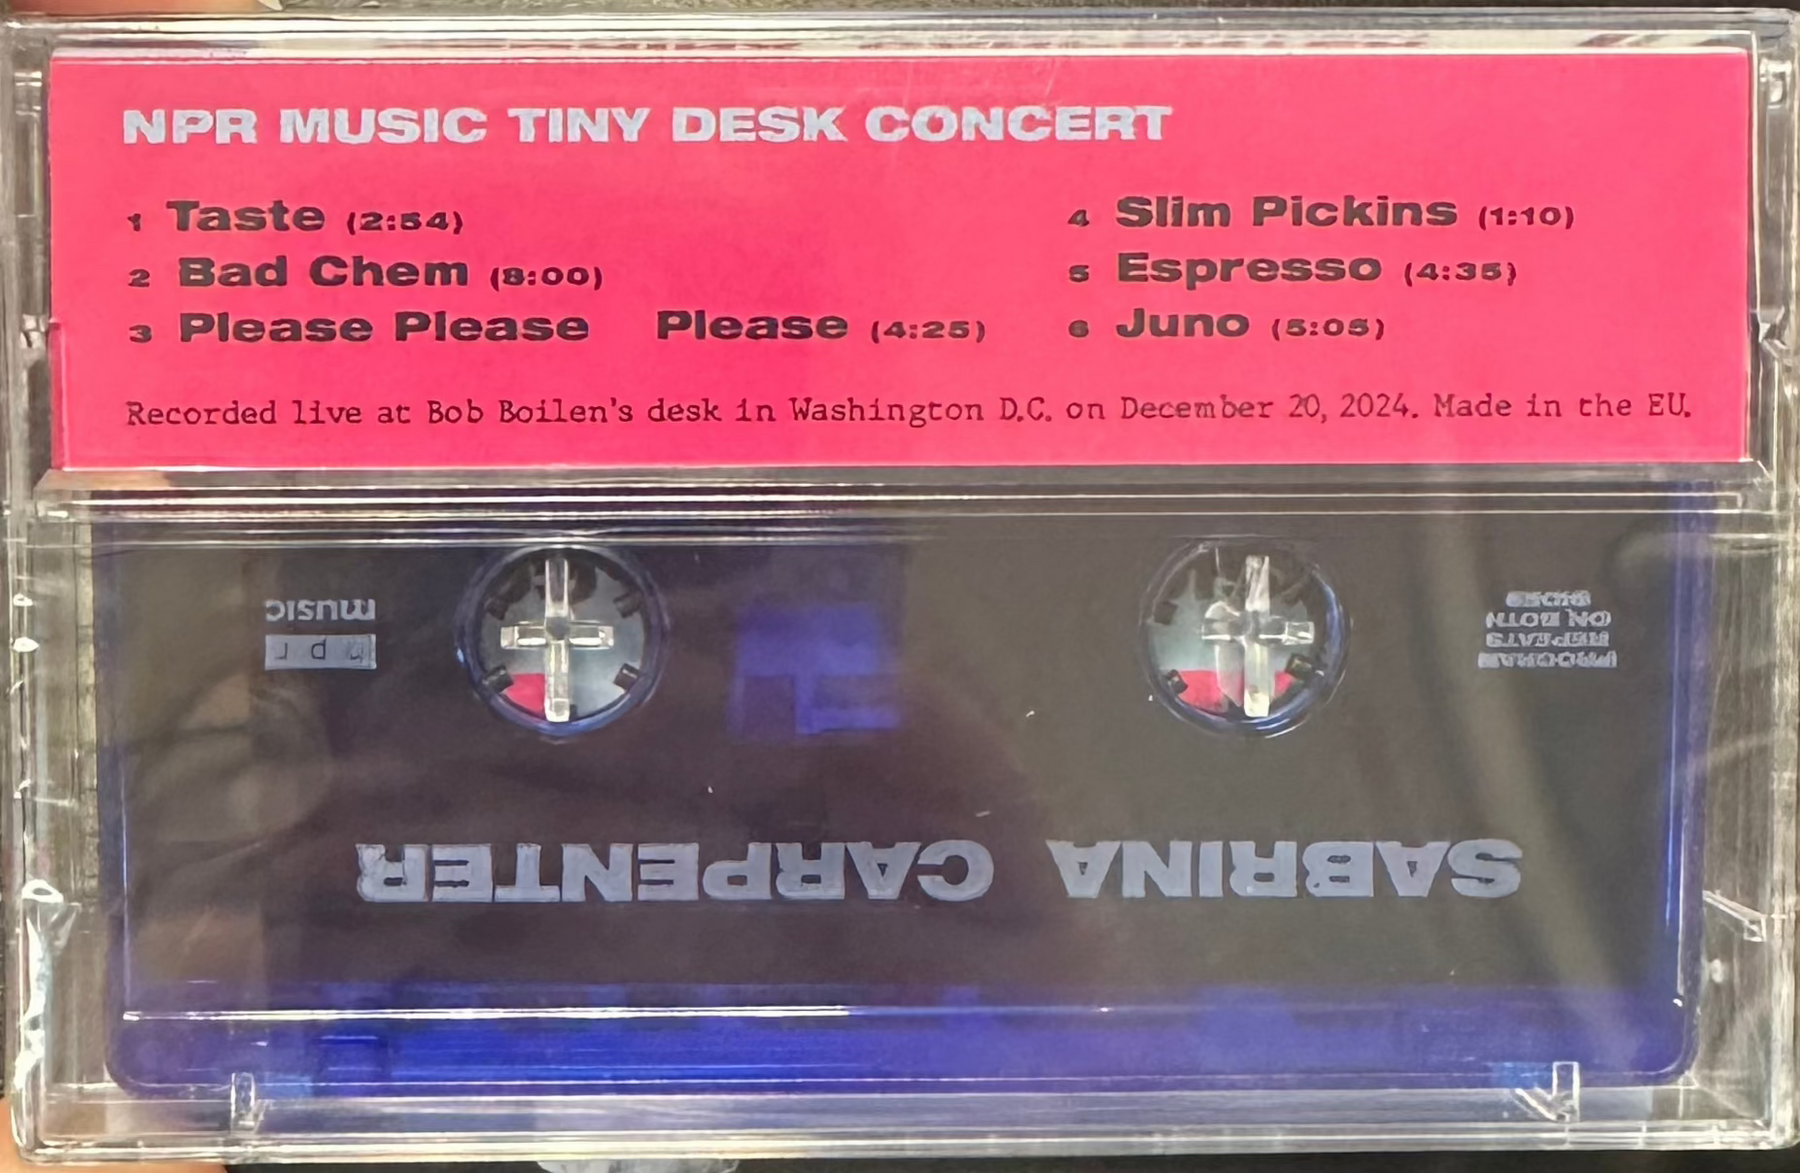 NPR MUSIC TINY DESK CONCERT
1 Taste (2:54)
2 Bad Chem (8:00)
3 Please Please Please (4:25)
4 Slim Pickins (1:10)
5 Espresso (4:35)
6 Juno (5:05)
Recorded live at Bob Boilen's desk in Washington D.C. on December 20, 2024. Made in the EU.
SABRINA CARPENTER
PROGRAM
REPEATS
ON BOTH
SIDES
n p r
music